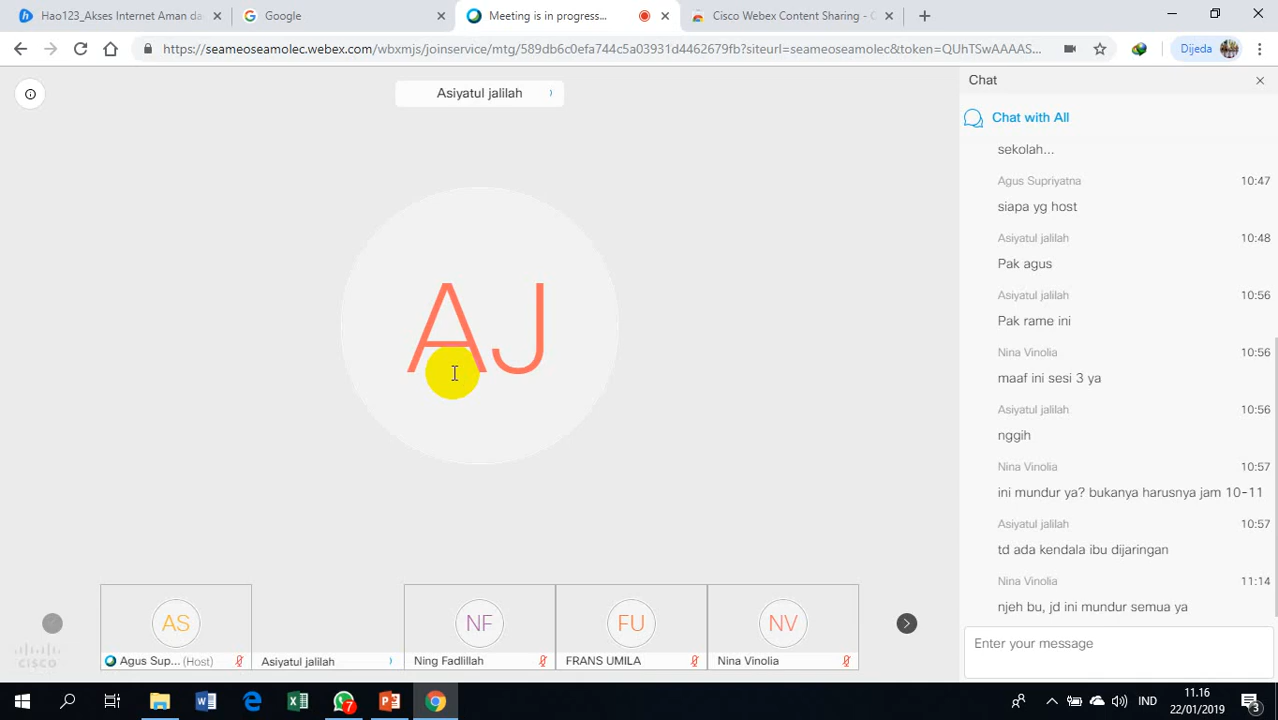 Hao123_Akses Internet Aman da
Google
Meeting is in progress...
Cisco Webex Content Sharing - C
https://seameoseamolec.webex.com/wbxmjs/joinservice/mtg/589db6c0efa744c5a03931d4462679fb?siteurl=seameoseamolec&token=QUhTSwAAAAS...
Dijeda
Asiyatul jalilah
AJ
AS
NF
FU
NV
Agus Sup... (Host)
Asiyatul jalilah
Ning Fadlillah
FRANS UMILA
Nina Vinolia
cisco
Chat
Chat with All
sekolah...
Agus Supriyatna 10:47
siapa yg host
Asiyatul jalilah 10:48
Pak agus
Asiyatul jalilah 10:56
Pak rame ini
Nina Vinolia 10:56
maaf ini sesi 3 ya
Asiyatul jalilah 10:56
nggih
Nina Vinolia 10:57
ini mundur ya? bukanya harusnya jam 10-11
Asiyatul jalilah 10:57
td ada kendala ibu dijaringan
Nina Vinolia 11:14
njeh bu, jd ini mundur semua ya
Enter your message
7
IND
11.16
22/01/2019
3